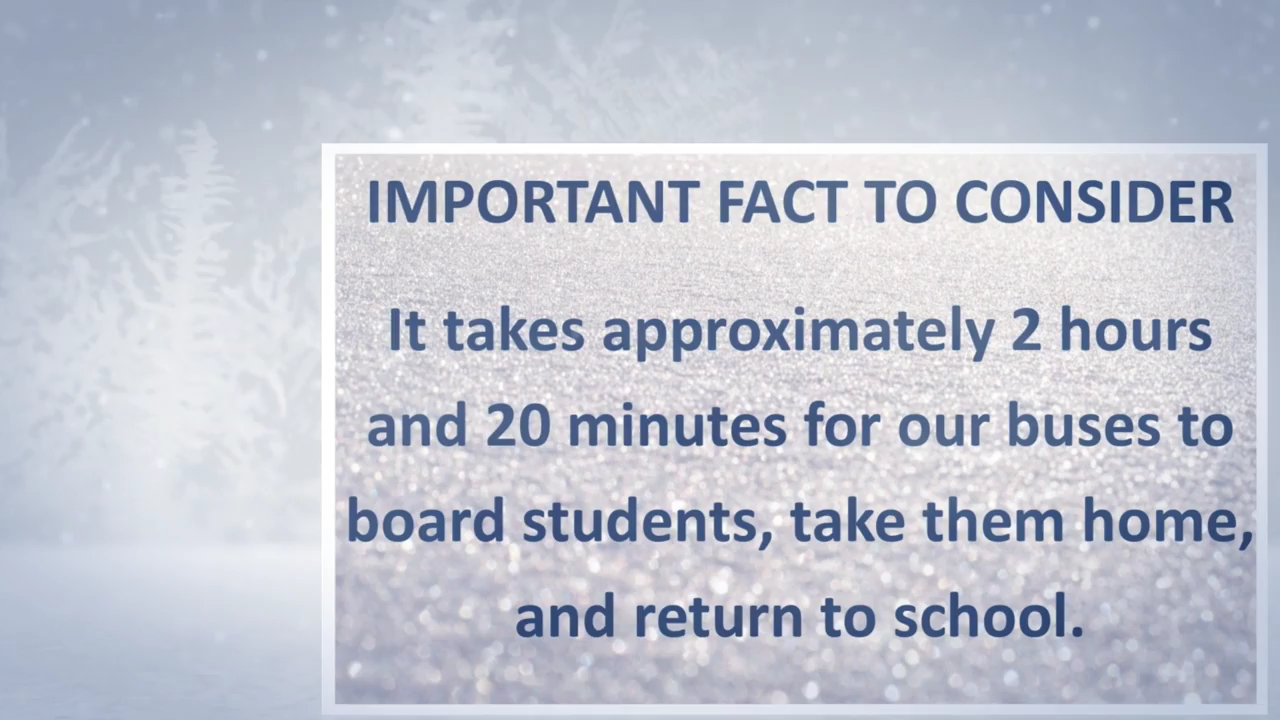 IMPORTANT FACT TO CONSIDER
It takes approximately 2 hours
and 20 minutes for our buses to
board students, take them home,
and return to school.